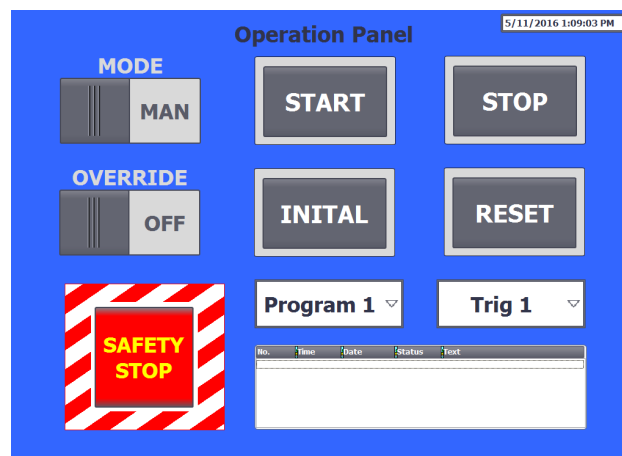 5/11/2016 1:09:03 PM
Operation Panel
MODE
MAN
START
STOP
OVERRIDE
OFF
INITAL
RESET
Program 1
Trig 1
SAFETY
STOP
No. Time Date Status Text